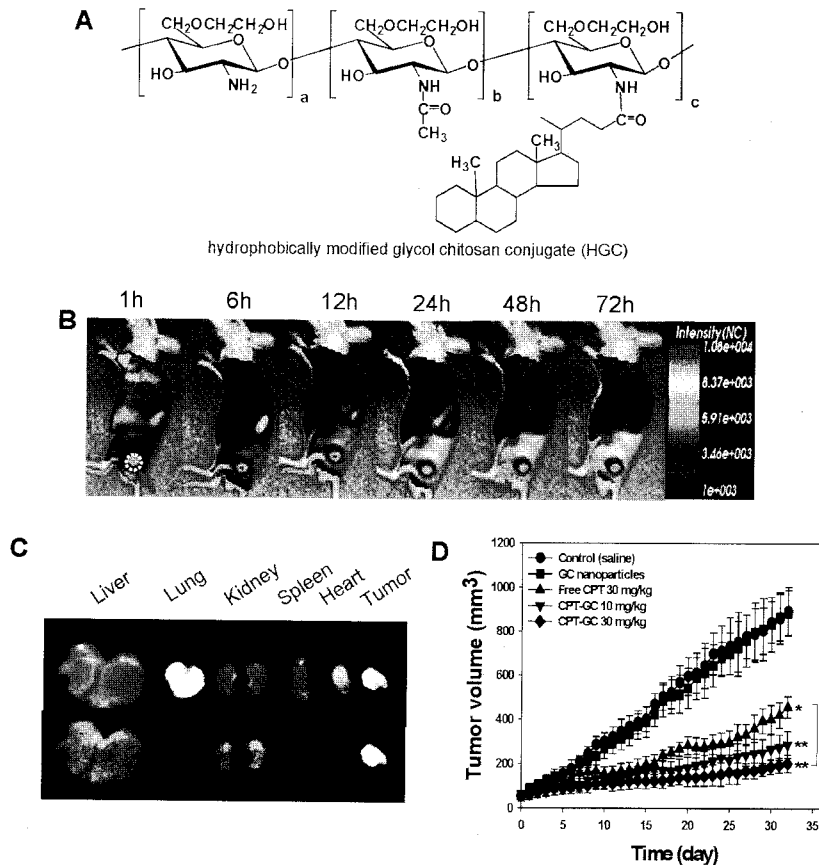 A
CH₂OCH₂CH₂OH CH₂OCH₂CH₂OH CH₂OCH₂CH₂OH
O O O
HO HO HO
O O O
NH₂ NH NH
a b c
C=O C=O
CH₃
CH₃
H₃C
hydrophobically modified glycol chitosan conjugate (HGC)
B
1h 6h 12h 24h 48h 72h
Intensity(NC)
1.08e+004
8.37e+003
5.91e+003
3.46e+003
1e+003
C
Liver Lung Kidney Spleen Heart Tumor
D
1200
1000
800
600
400
200
0
Tumor volume (mm³)
Control (saline)
GC nanoparticles
Free CPT 30 mg/kg
CPT-GC 10 mg/kg
CPT-GC 30 mg/kg
*
**
**
0 5 10 15 20 25 30 35
Time (day)